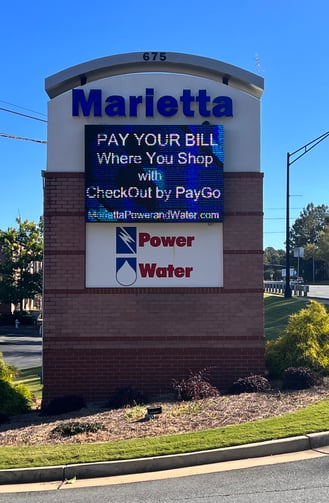 675
Marietta
PAY YOUR BILL
Where You Shop
with
CheckOut by PayGo
MariettaPowerandWater.com
Power
Water